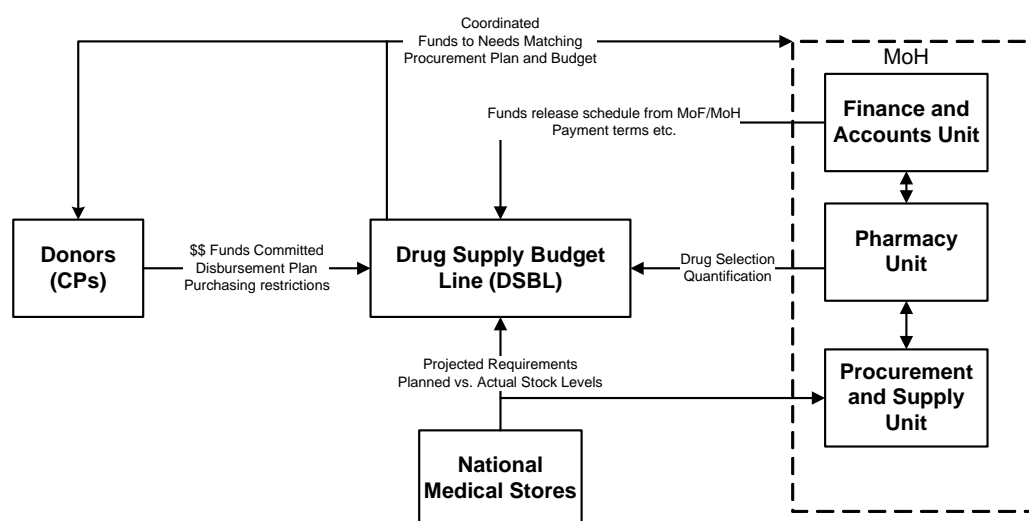 Coordinated
Funds to Needs Matching
Procurement Plan and Budget
MoH
Finance and
Accounts Unit
Funds release schedule from MoF/MoH
Payment terms etc.
Donors
(CPs)
$$ Funds Committed
Disbursement Plan
Purchasing restrictions
Drug Supply Budget
Line (DSBL)
Drug Selection
Quantification
Pharmacy
Unit
Projected Requirements
Planned vs. Actual Stock Levels
Procurement
and Supply
Unit
National
Medical Stores